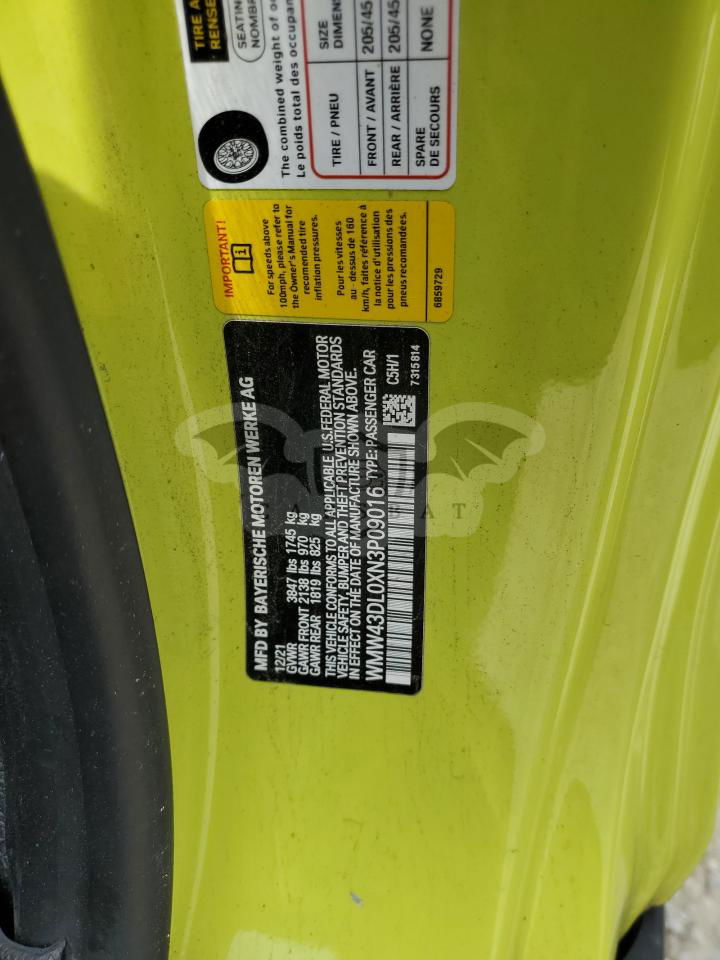 TIRE A
RENSE
SEATIN
NOMBR
The combined weight of o
Le poids total des occupan
TIRE / PNEU
SIZE
DIMENS
FRONT / AVANT
205/45
REAR / ARRIÈRE
205/45
SPARE
DE SECOURS
NONE
IMPORTANT!
i
For speeds above
100mph, please refer to
the Owner's Manual for
recomended tire
inflation pressures.
Pour les vitesses
au - dessus de 160
km/h, faites référence à
la notice d'utilisation
pour les pressions des
pneus recomandées.
6859729
MFD BY BAYERISCHE MOTOREN WERKE AG
12/21
GVWR 3847 lbs 1745 kg
GAWR FRONT 2138 lbs 970 kg
GAWR REAR 1819 lbs 825 kg
THIS VEHICLE CONFORMS TO ALL APPLICABLE U.S.FEDERAL MOTOR
VEHICLE SAFETY, BUMPER AND THEFT PREVENTION STANDARDS
IN EFFECT ON THE DATE OF MANUFACTURE SHOWN ABOVE.
WMW43DL0XN3P09016 TYPE: PASSENGER CAR
C5H/1
7315814